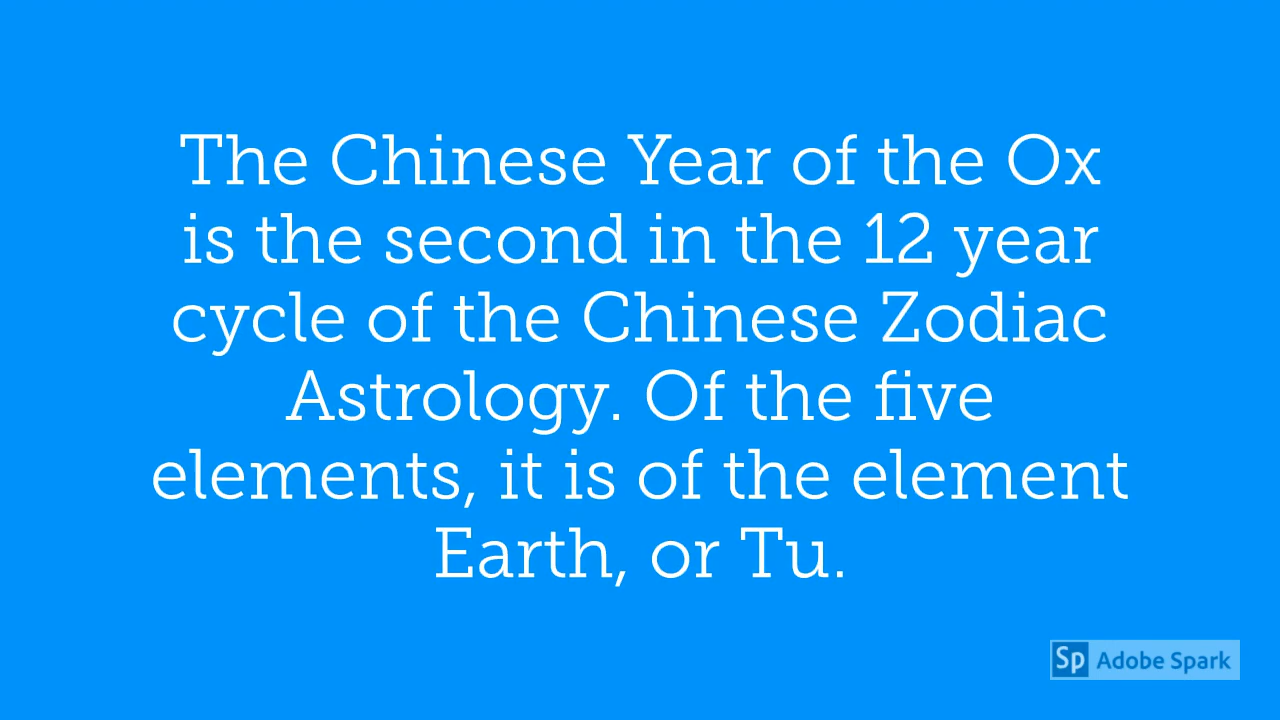 The Chinese Year of the Ox
is the second in the 12 year
cycle of the Chinese Zodiac
Astrology. Of the five
elements, it is of the element
Earth, or Tu.
Sp Adobe Spark